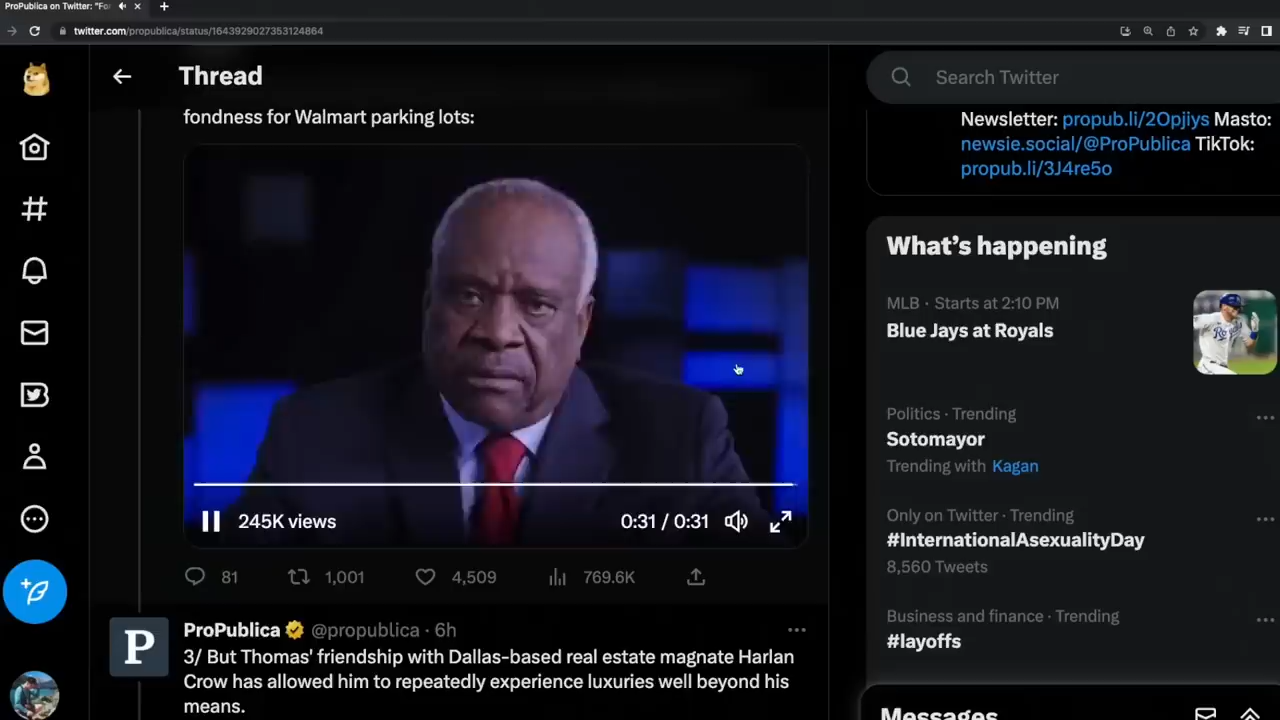 ProPublica on Twitter: "For
twitter.com/propublica/status/1643929027353124864
Thread
Search Twitter
fondness for Walmart parking lots:
245K views
0:31 / 0:31
81
1,001
4,509
769.6K
P
ProPublica @propublica · 6h
3/ But Thomas' friendship with Dallas-based real estate magnate Harlan
Crow has allowed him to repeatedly experience luxuries well beyond his
means.
Newsletter: propub.li/2Opjiys Masto:
newsie.social/@ProPublica TikTok:
propub.li/3J4re5o
What's happening
MLB · Starts at 2:10 PM
Blue Jays at Royals
Politics · Trending
Sotomayor
Trending with Kagan
Only on Twitter · Trending
#InternationalAsexualityDay
8,560 Tweets
Business and finance · Trending
#layoffs
Messages